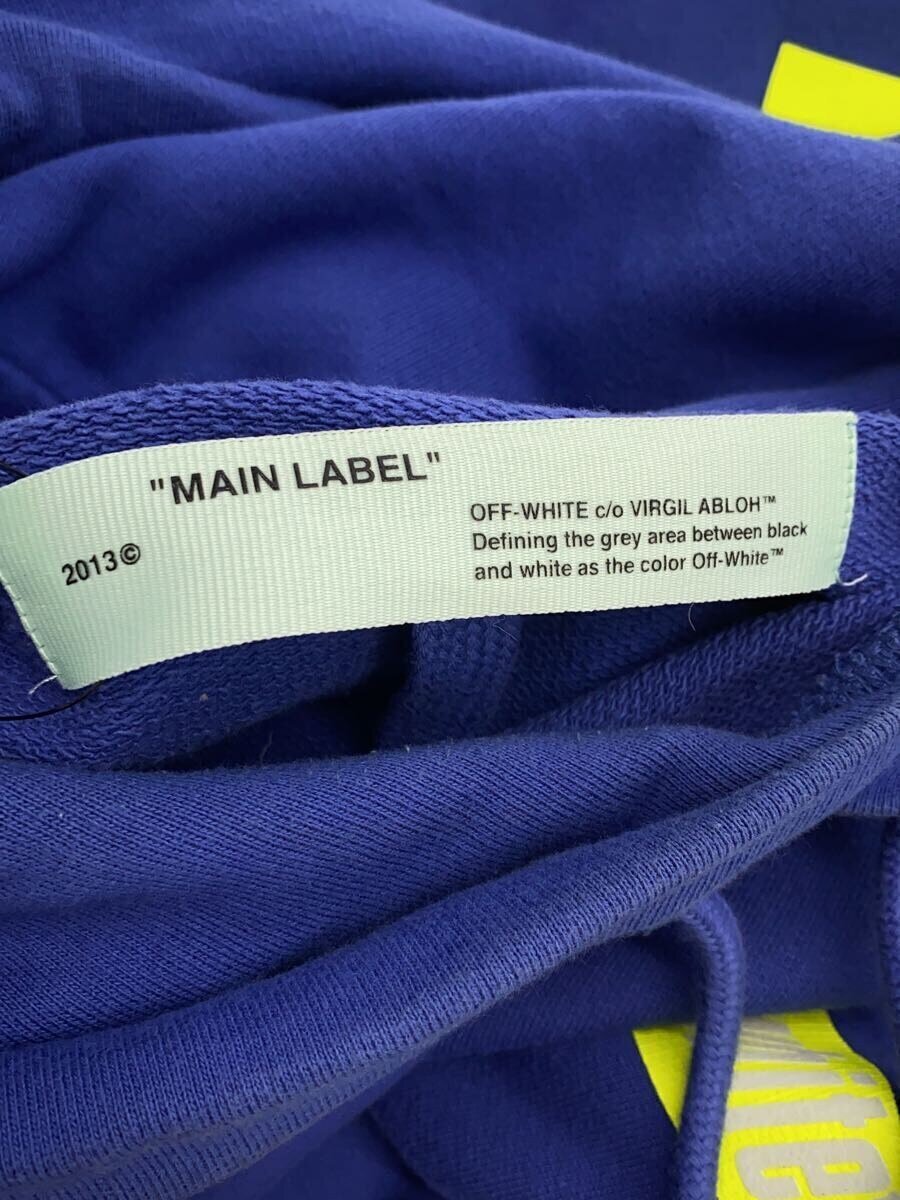 "MAIN LABEL"
2013©
OFF-WHITE c/o VIRGIL ABLOH™
Defining the grey area between black
and white as the color Off-White™